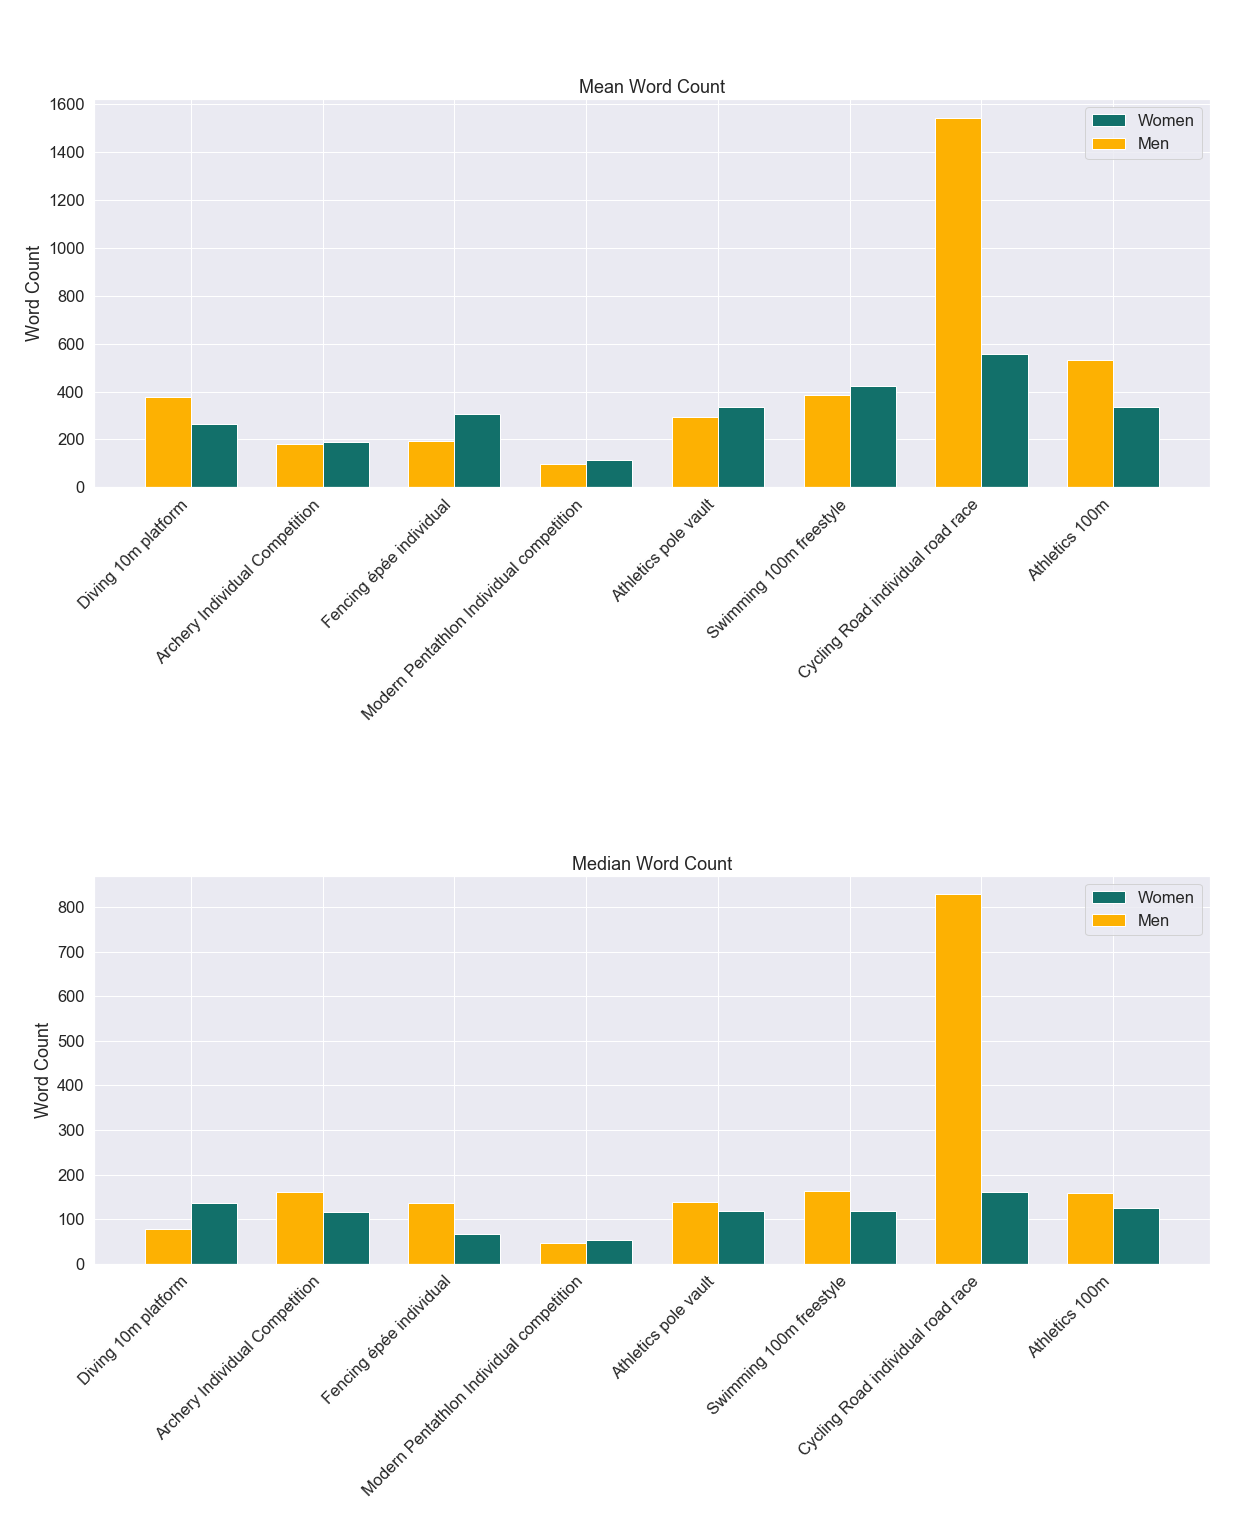 Mean Word Count
Women
Men
Word Count
1600
1400
1200
1000
800
600
400
200
0
Diving 10m platform
Archery Individual Competition
Fencing épée individual
Modern Pentathlon Individual competition
Athletics pole vault
Swimming 100m freestyle
Cycling Road individual road race
Athletics 100m
Median Word Count
Women
Men
Word Count
800
700
600
500
400
300
200
100
0
Diving 10m platform
Archery Individual Competition
Fencing épée individual
Modern Pentathlon Individual competition
Athletics pole vault
Swimming 100m freestyle
Cycling Road individual road race
Athletics 100m